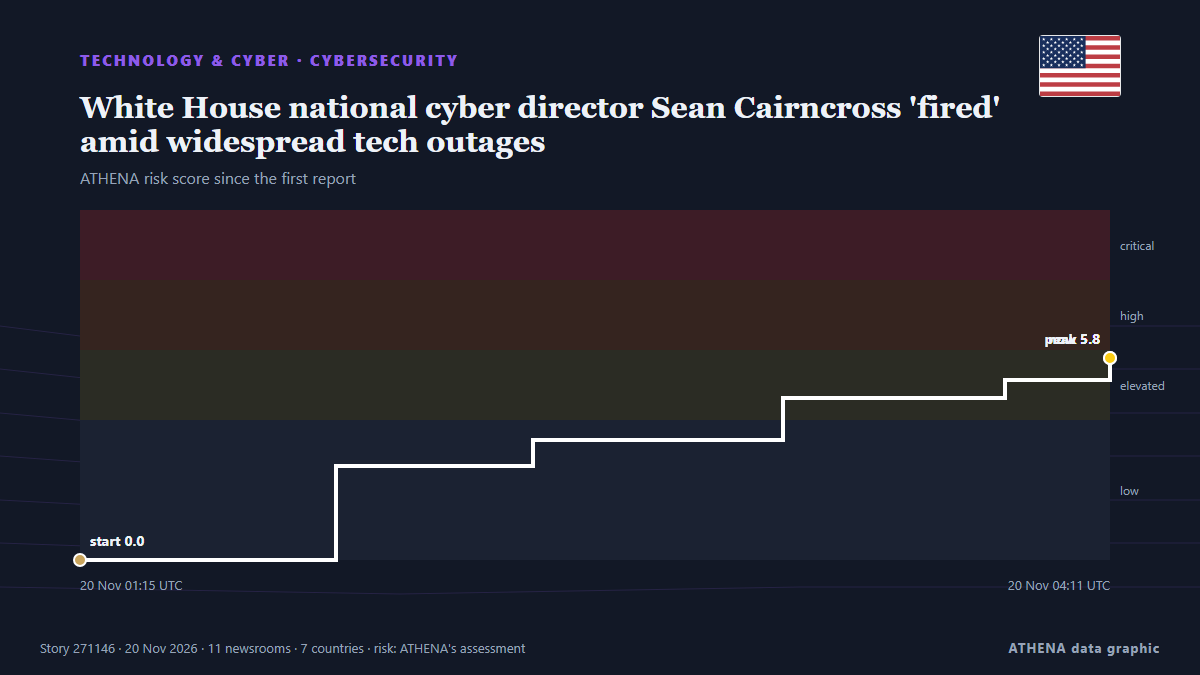 TECHNOLOGY & CYBER · CYBERSECURITY
White House national cyber director Sean Cairncross 'fired'
amid widespread tech outages
ATHENA risk score since the first report
critical
high
peak 5.8
elevated
low
start 0.0
20 Nov 01:15 UTC
20 Nov 04:11 UTC
Story 271146 · 20 Nov 2026 · 11 newsrooms · 7 countries · risk: ATHENA's assessment
ATHENA data graphic